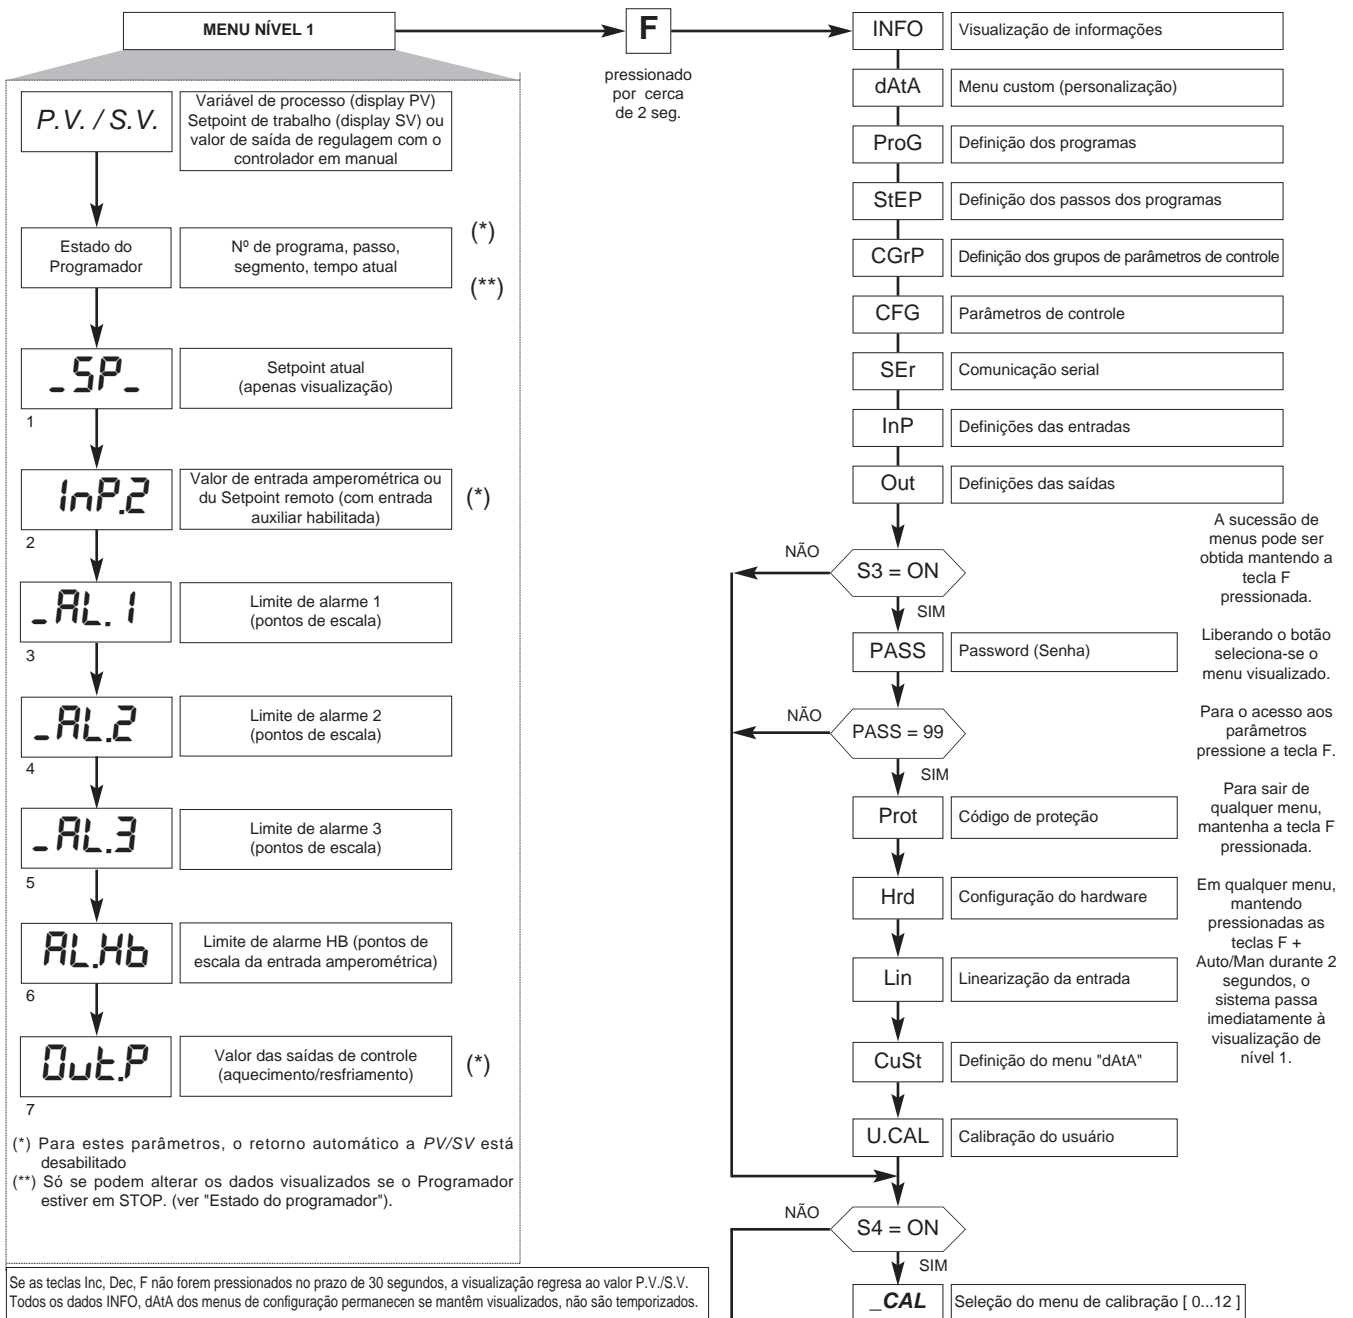 MENU NÍVEL 1
P.V. / S.V.
Variável de processo (display PV)
Setpoint de trabalho (display SV) ou
valor de saída de regulagem com o
controlador em manual
Estado do
Programador
Nº de programa, passo,
segmento, tempo atual
(*)
(**)
_SP_
Setpoint atual
(apenas visualização)
1
InP.2
Valor de entrada amperométrica ou
du Setpoint remoto (com entrada
auxiliar habilitada)
(*)
2
_AL. 1
Limite de alarme 1
(pontos de escala)
3
_AL.2
Limite de alarme 2
(pontos de escala)
4
_AL.3
Limite de alarme 3
(pontos de escala)
5
AL.Hb
Limite de alarme HB (pontos de
escala da entrada amperométrica)
6
Out.P
Valor das saídas de controle
(aquecimento/resfriamento)
(*)
7
(*) Para estes parâmetros, o retorno automático a PV/SV está
desabilitado
(**) Só se podem alterar os dados visualizados se o Programador
estiver em STOP. (ver "Estado do programador").
Se as teclas Inc, Dec, F não forem pressionados no prazo de 30 segundos, a visualização regresa ao valor P.V./S.V.
Todos os dados INFO, dAtA dos menus de configuração permanecen se mantêm visualizados, não são temporizados.
F
pressionado
por cerca
de 2 seg.
INFO
Visualização de informações
dAtA
Menu custom (personalização)
ProG
Definição dos programas
StEP
Definição dos passos dos programas
CGrP
Definição dos grupos de parâmetros de controle
CFG
Parâmetros de controle
SEr
Comunicação serial
InP
Definições das entradas
Out
Definições das saídas
NÃO
S3 = ON
SIM
PASS
Password (Senha)
NÃO
PASS = 99
SIM
Prot
Código de proteção
Hrd
Configuração do hardware
Lin
Linearização da entrada
CuSt
Definição do menu "dAtA"
U.CAL
Calibração do usuário
NÃO
S4 = ON
SIM
_CAL
Seleção do menu de calibração [ 0...12 ]
A sucessão de
menus pode ser
obtida mantendo a
tecla F
pressionada.
Liberando o botão
seleciona-se o
menu visualizado.
Para o acesso aos
parâmetros
pressione a tecla F.
Para sair de
qualquer menu,
mantenha a tecla F
pressionada.
Em qualquer menu,
mantendo
pressionadas as
teclas F +
Auto/Man durante 2
segundos, o
sistema passa
imediatamente à
visualização de
nível 1.